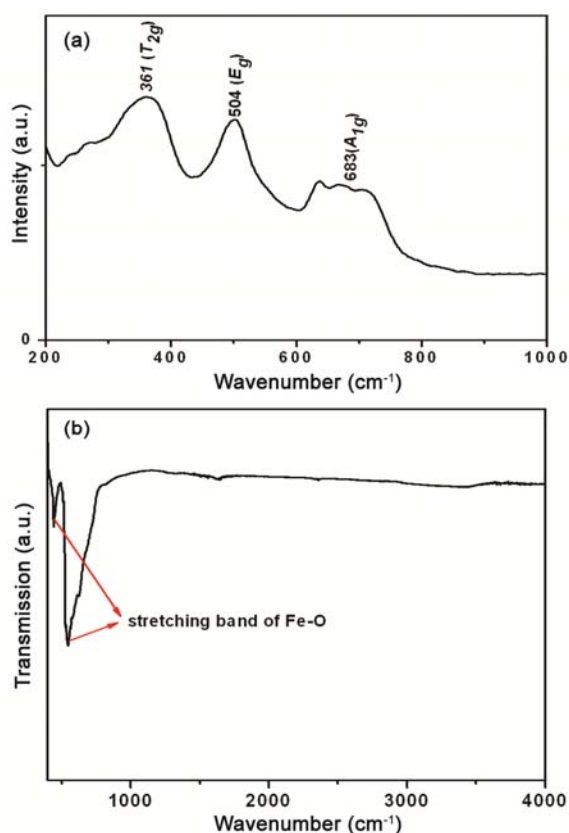 (a)
361 (T2g)
504 (Eg)
683(A1g)
Intensity (a.u.)
0
200 400 600 800 1000
Wavenumber (cm⁻¹)
(b)
Transmission (a.u.)
stretching band of Fe-O
1000 2000 3000 4000
Wavenumber (cm⁻¹)